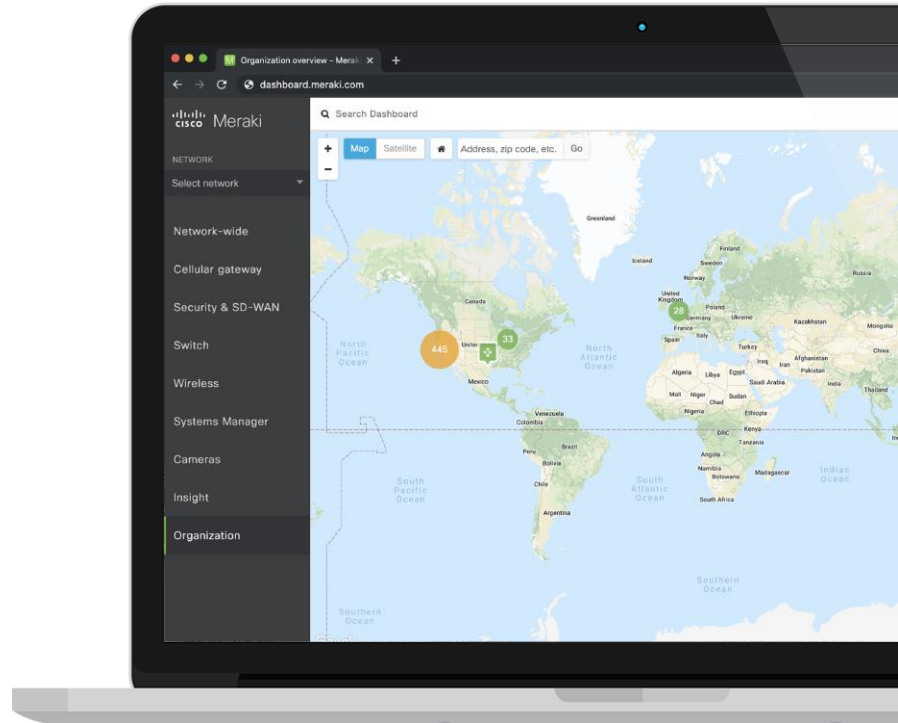 Organization overview - Meraki
dashboard.meraki.com
CISCO Meraki
Search Dashboard
NETWORK
Select network
Network-wide
Cellular gateway
Security & SD-WAN
Switch
Wireless
Systems Manager
Cameras
Insight
Organization
+
−
Map
Satellite
Address, zip code, etc.
Go
Greenland
Iceland
Finland
Sweden
Norway
Russia
United
Kingdom
28
Poland
Germany
Ukraine
France
Kazakhstan
Mongolia
Spain
Italy
Turkey
China
Canada
North
Pacific
Ocean
445
33
North
Atlantic
Ocean
Mexico
Iraq
Iran
Afghanistan
Pakistan
Algeria
Libya
Egypt
Saudi Arabia
India
Thailand
Mali
Niger
Chad
Sudan
Nigeria
Ethiopia
Venezuela
Colombia
DRC
Kenya
Tanzania
Peru
Brazil
Bolivia
Angola
Namibia
Botswana
Madagascar
Indian
Ocean
South
Pacific
Ocean
Chile
South
Atlantic
Ocean
South Africa
Argentina
Southern
Ocean
Southern
Ocean